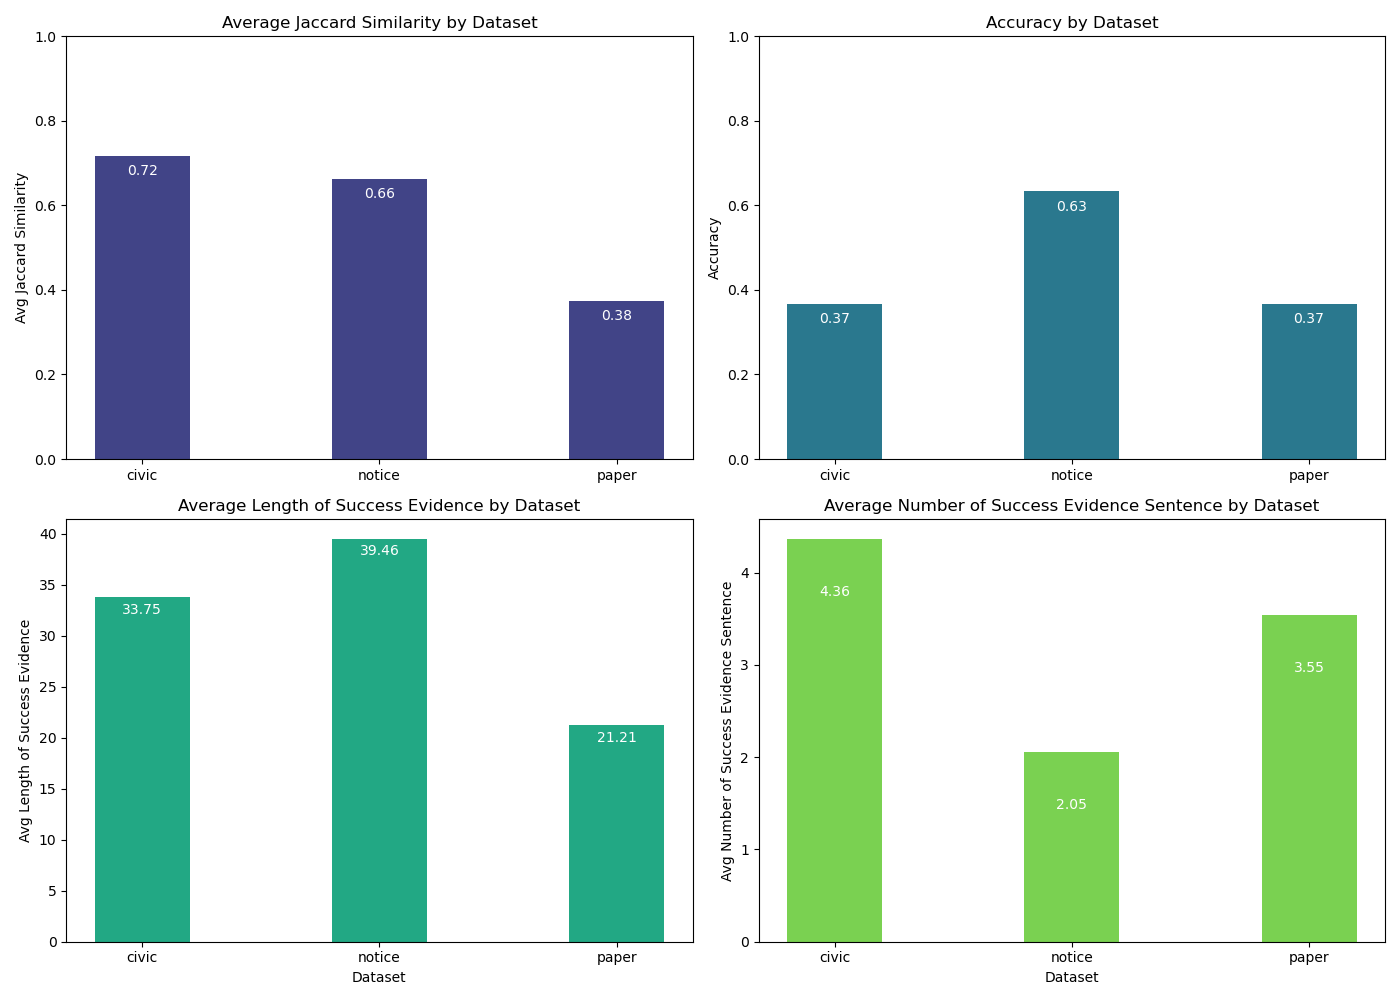 Average Jaccard Similarity by Dataset
Avg Jaccard Similarity
1.0
0.8
0.6
0.4
0.2
0.0
0.72
0.66
0.38
civic notice paper
Accuracy by Dataset
Accuracy
1.0
0.8
0.6
0.4
0.2
0.0
0.37
0.63
0.37
civic notice paper
Average Length of Success Evidence by Dataset
Avg Length of Success Evidence
40
35
30
25
20
15
10
5
0
33.75
39.46
21.21
civic notice paper
Dataset
Average Number of Success Evidence Sentence by Dataset
Avg Number of Success Evidence Sentence
4
3
2
1
0
4.36
2.05
3.55
civic notice paper
Dataset